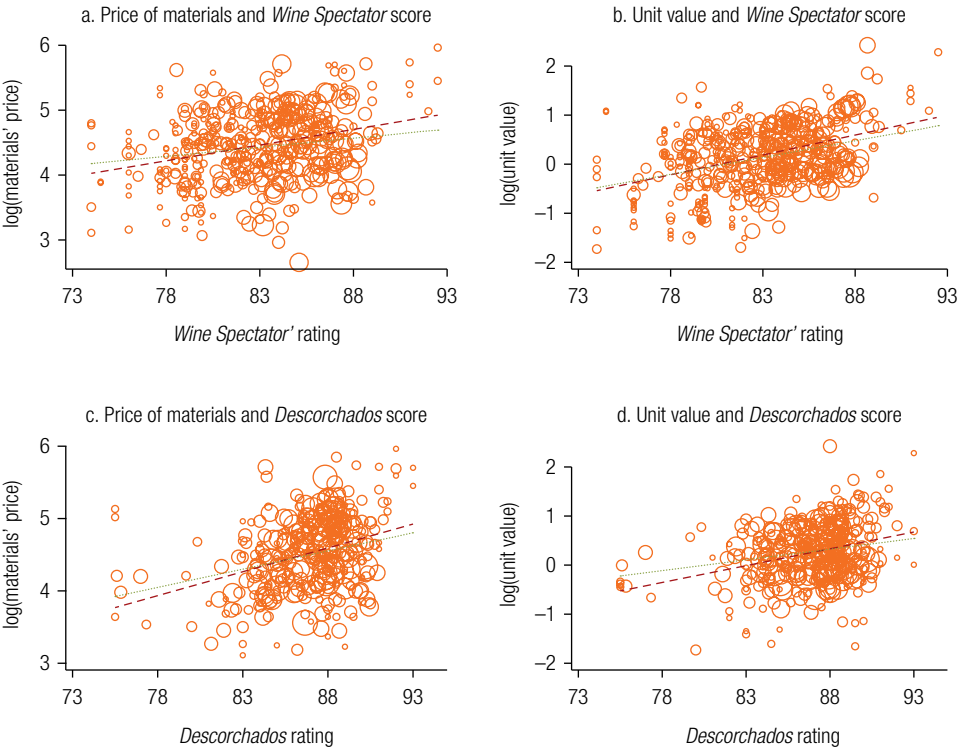 a. Price of materials and Wine Spectator score
log(materials' price)
6
5
4
3
73 78 83 88 93
Wine Spectator' rating
b. Unit value and Wine Spectator score
log(unit value)
2
1
0
−1
−2
73 78 83 88 93
Wine Spectator' rating
c. Price of materials and Descorchados score
log(materials' price)
6
5
4
3
73 78 83 88 93
Descorchados rating
d. Unit value and Descorchados score
log(unit value)
2
1
0
−1
−2
73 78 83 88 93
Descorchados rating